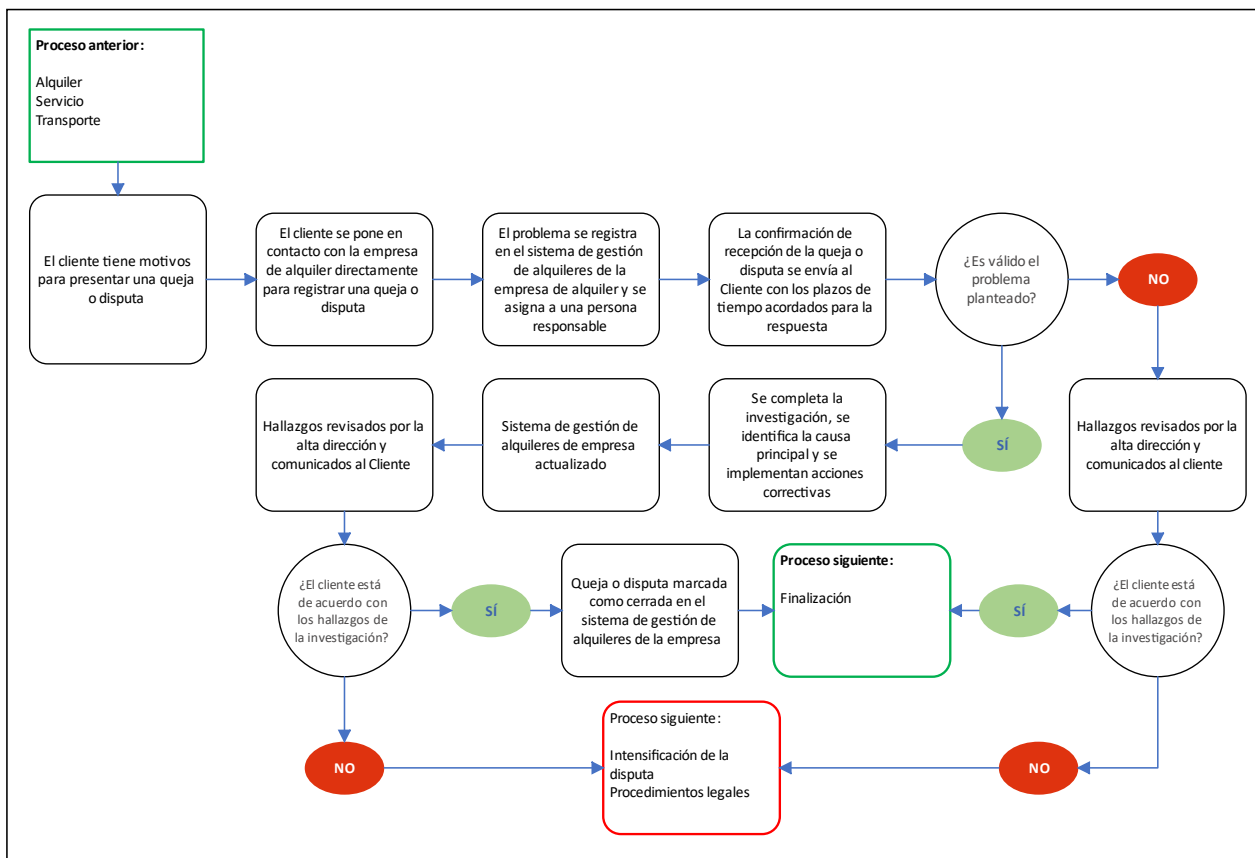 Proceso anterior:
Alquiler
Servicio
Transporte
El cliente tiene motivos
para presentar una
queja o disputa
El cliente se pone en
contacto con la empresa
de alquiler directamente
para registrar una queja o
disputa
El problema se registra
en el sistema de gestión
de alquileres de la
empresa de alquiler y se
asigna a una persona
responsable
La confirmación de
recepción de la queja o
disputa se envía al
Cliente con los plazos de
tiempo acordados para la
respuesta
¿Es válido el
problema
planteado?
NO
Hallazgos revisados por la
alta dirección y
comunicados al Cliente
Sistema de gestión de
alquileres de empresa
actualizado
Se completa la
investigación, se
identifica la causa
principal y se
implementan acciones
correctivas
SÍ
Hallazgos revisados por la
alta dirección y
comunicados al cliente
¿El cliente está
de acuerdo con
los hallazgos de
la investigación?
SÍ
Queja o disputa marcada
como cerrada en el
sistema de gestión de
alquileres de la empresa
Proceso siguiente:
Finalización
SÍ
¿El cliente está
de acuerdo con
los hallazgos de
la investigación?
NO
Proceso siguiente:
Intensificación de la
disputa
Procedimientos legales
NO